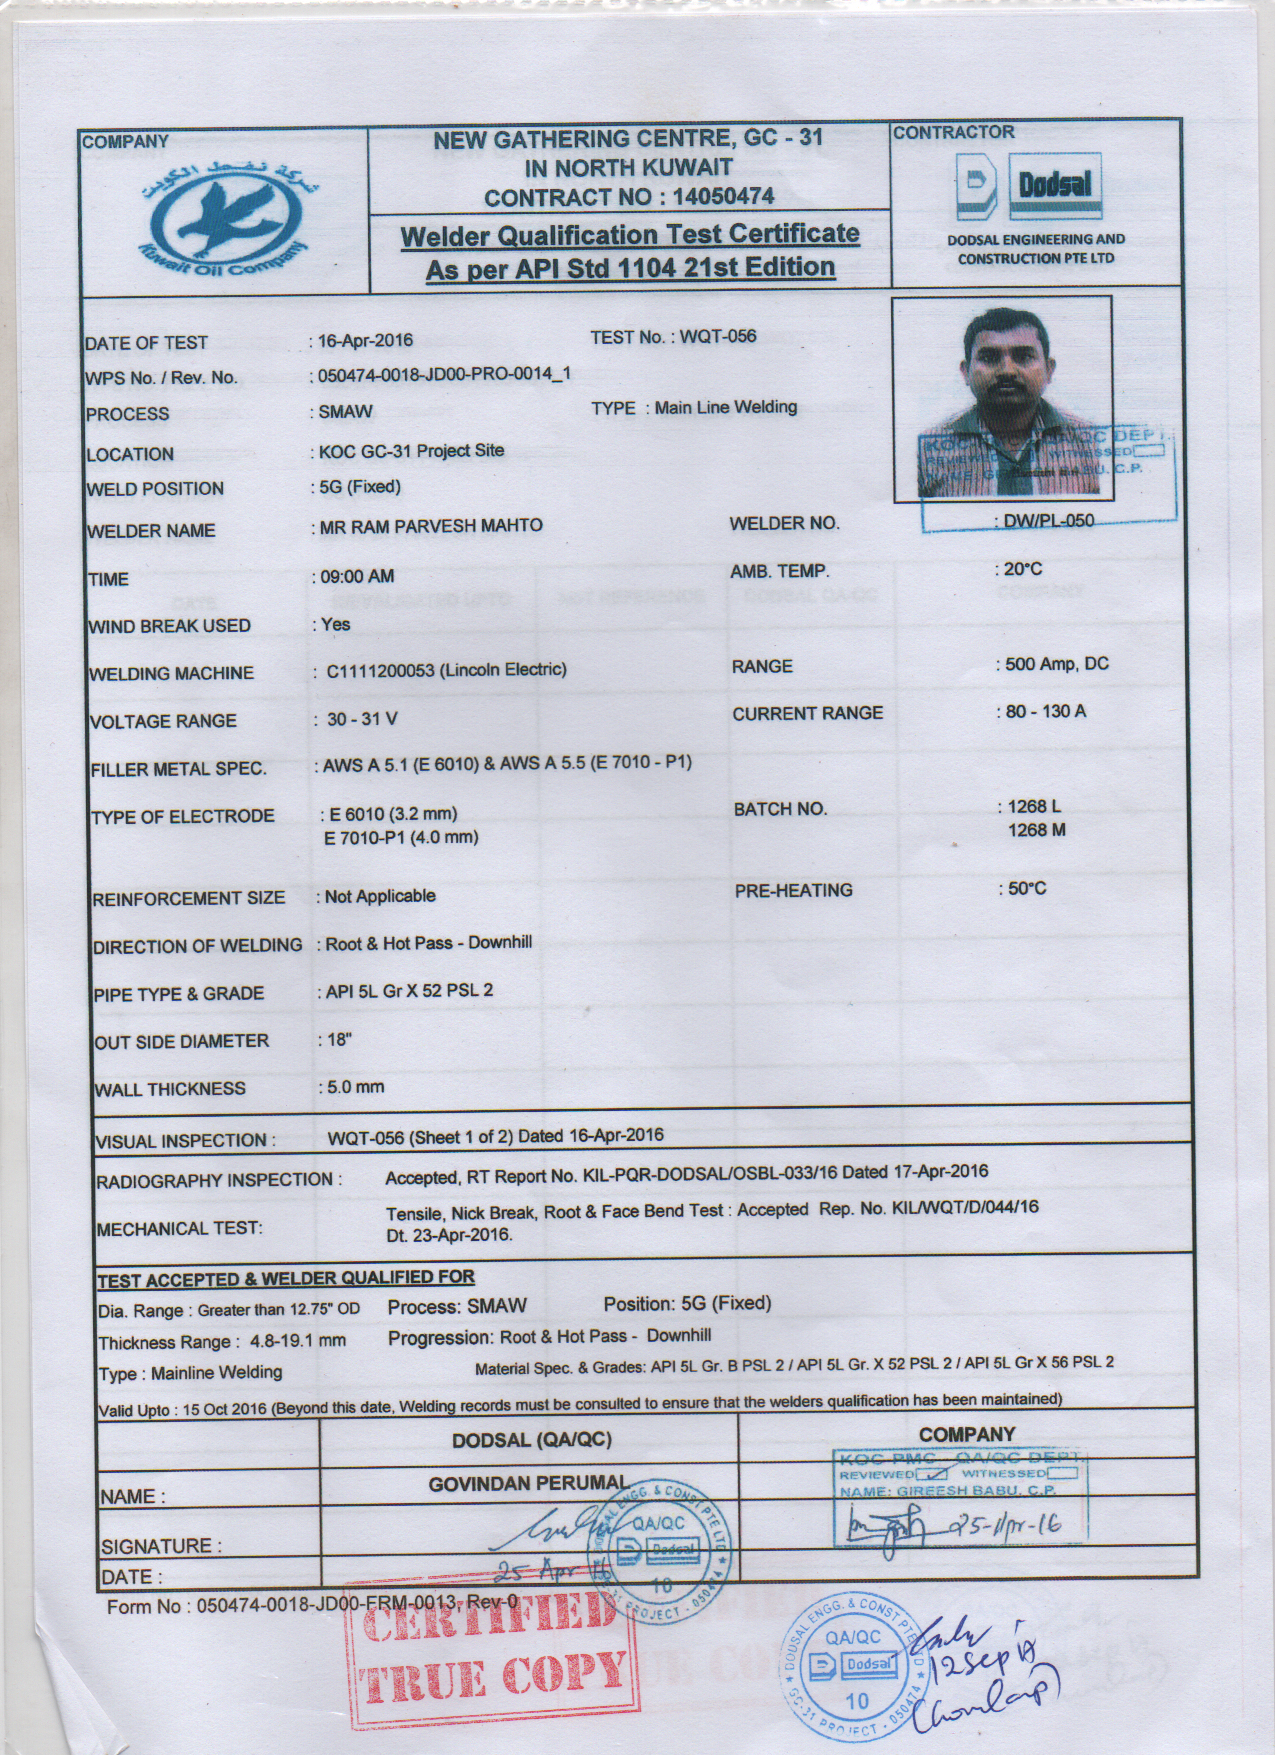 COMPANY
شركة نفط الكويت
Kuwait Oil Company
NEW GATHERING CENTRE, GC - 31
IN NORTH KUWAIT
CONTRACT NO : 14050474
Welder Qualification Test Certificate
As per API Std 1104 21st Edition
CONTRACTOR
Dodsal
DODSAL ENGINEERING AND
CONSTRUCTION PTE LTD
DATE OF TEST : 16-Apr-2016 TEST No. : WQT-056
WPS No. / Rev. No. : 050474-0018-JD00-PRO-0014_1
PROCESS : SMAW TYPE : Main Line Welding
LOCATION : KOC GC-31 Project Site
WELD POSITION : 5G (Fixed)
QC DEPT.
REVIEWED WITNESSED
BABU. C.P.
WELDER NAME : MR RAM PARVESH MAHTO WELDER NO. : DW/PL-050
TIME : 09:00 AM AMB. TEMP. : 20°C
WIND BREAK USED : Yes
WELDING MACHINE : C1111200053 (Lincoln Electric) RANGE : 500 Amp, DC
VOLTAGE RANGE : 30 - 31 V CURRENT RANGE : 80 - 130 A
FILLER METAL SPEC. : AWS A 5.1 (E 6010) & AWS A 5.5 (E 7010 - P1)
TYPE OF ELECTRODE : E 6010 (3.2 mm) BATCH NO. : 1268 L
E 7010-P1 (4.0 mm) 1268 M
REINFORCEMENT SIZE : Not Applicable PRE-HEATING : 50°C
DIRECTION OF WELDING : Root & Hot Pass - Downhill
PIPE TYPE & GRADE : API 5L Gr X 52 PSL 2
OUT SIDE DIAMETER : 18"
WALL THICKNESS : 5.0 mm
VISUAL INSPECTION : WQT-056 (Sheet 1 of 2) Dated 16-Apr-2016
RADIOGRAPHY INSPECTION : Accepted, RT Report No. KIL-PQR-DODSAL/OSBL-033/16 Dated 17-Apr-2016
MECHANICAL TEST: Tensile, Nick Break, Root & Face Bend Test : Accepted Rep. No. KIL/WQT/D/044/16
Dt. 23-Apr-2016.
TEST ACCEPTED & WELDER QUALIFIED FOR
Dia. Range : Greater than 12.75" OD Process: SMAW Position: 5G (Fixed)
Thickness Range : 4.8-19.1 mm Progression: Root & Hot Pass - Downhill
Type : Mainline Welding Material Spec. & Grades: API 5L Gr. B PSL 2 / API 5L Gr. X 52 PSL 2 / API 5L Gr X 56 PSL 2
Valid Upto : 15 Oct 2016 (Beyond this date, Welding records must be consulted to ensure that the welders qualification has been maintained)
DODSAL (QA/QC) COMPANY
KOC PMC. QA/QC DEPT.
REVIEWED WITNESSED
NAME: GIREESH BABU. C.P.
NAME : GOVINDAN PERUMAL
SIGNATURE : 25-Apr-16
DATE : 25 Apr 16
DODSAL ENGG. & CONST PTE LTD
QA/QC
Dodsal
10
GC-31 PROJECT - 050474
Form No : 050474-0018-JD00-FRM-0013, Rev-0
CERTIFIED
TRUE COPY
DODSAL ENGG. & CONST PTE LTD
QA/QC
Dodsal
10
GC-31 PROJECT - 050474
12 Sep